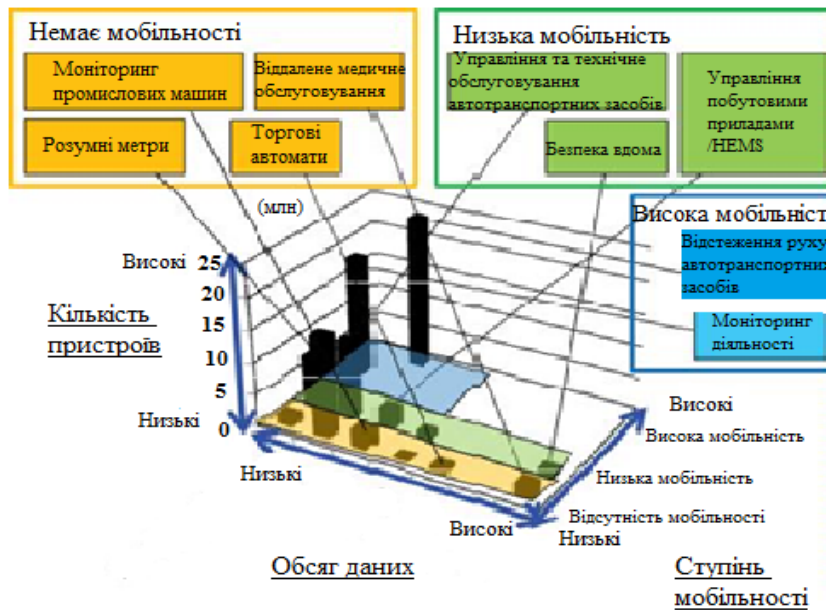 Немає мобільності
Моніторинг
промислових машин
Віддалене медичне
обслуговування
Розумні метри
Торгові
автомати
Низька мобільність
Управління та технічне
обслуговування
автотранспортних засобів
Управління
побутовими
приладами
/HEMS
Безпека вдома
Висока мобільніст
Відстеження руху
автотранспортних
засобів
Моніторинг
діяльності
(млн)
Високі
25
20
15
10
5
0
Кількість
пристроїв
Низькі
Низькі
Високі
Обсяг даних
Високі
Висока мобільність
Низька мобільність
Відсутність мобільності
Низькі
Ступінь
мобільності